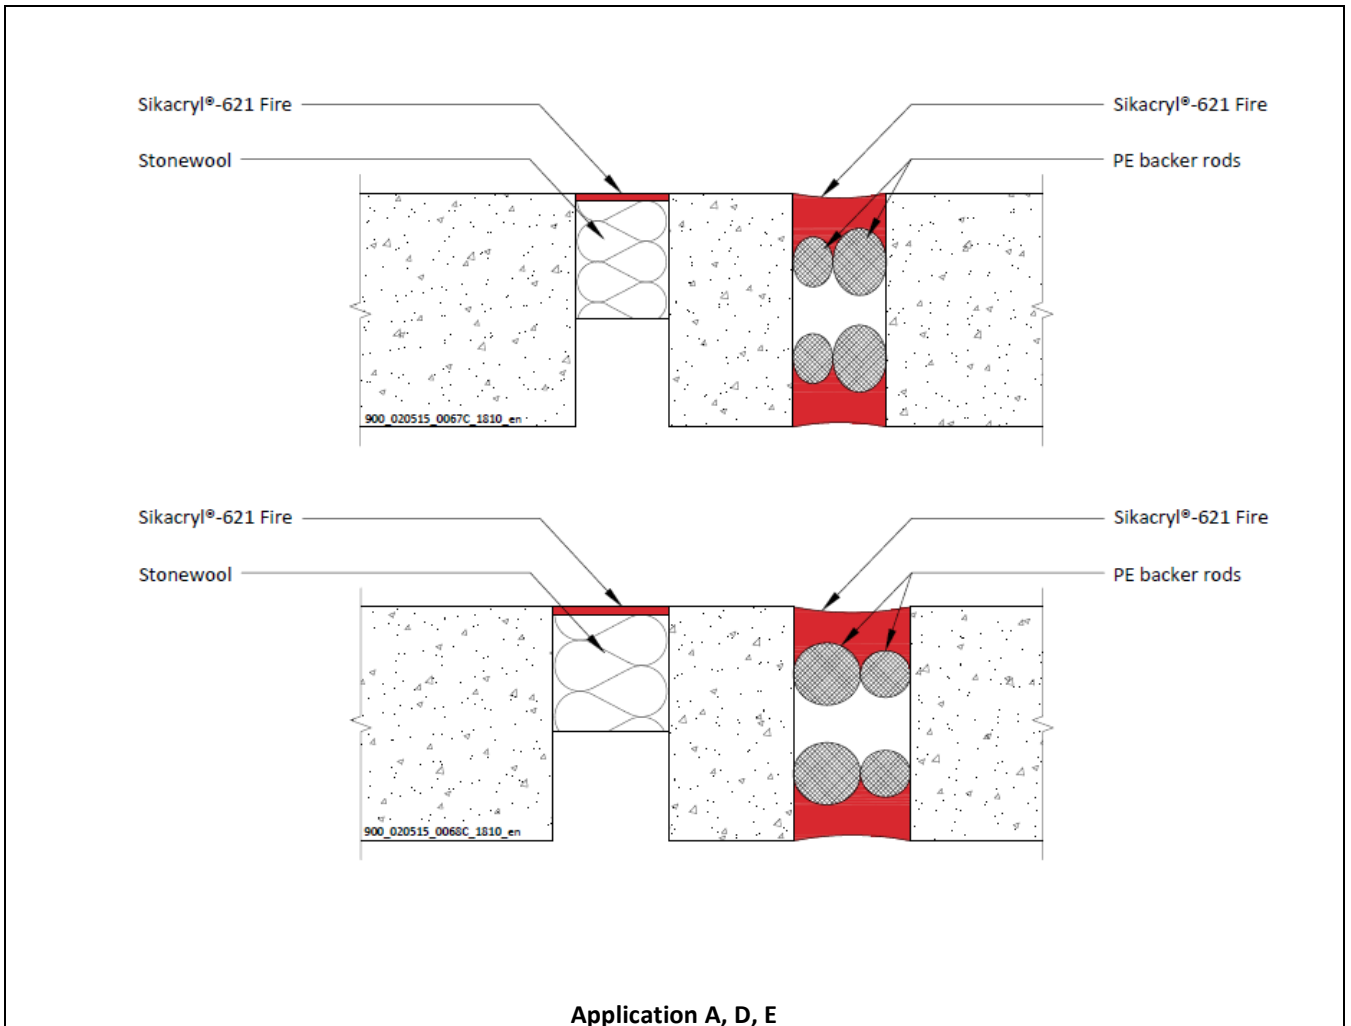 Sikacryl®-621 Fire
Sikacryl®-621 Fire
Stonewool
PE backer rods
900_020515_0067C_1810_en
Sikacryl®-621 Fire
Sikacryl®-621 Fire
Stonewool
PE backer rods
900_020515_0068C_1810_en
Application A, D, E